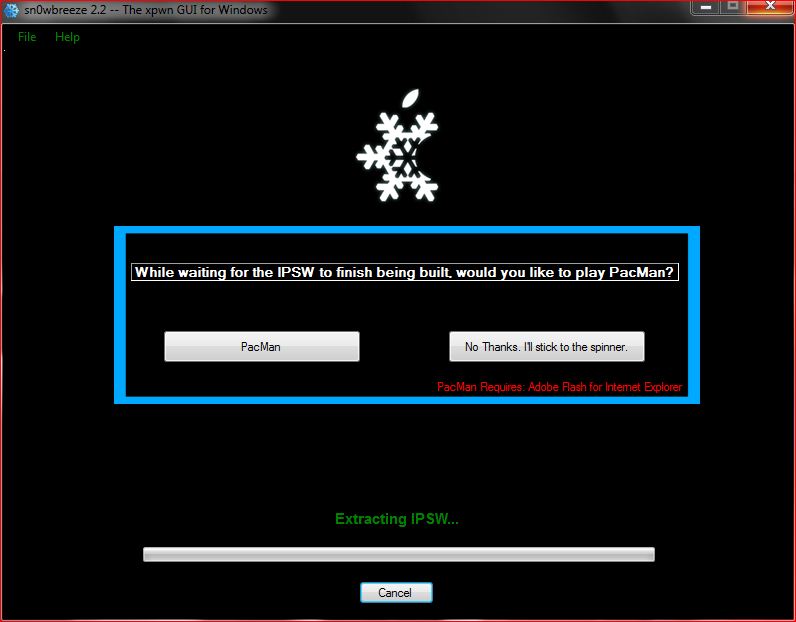 sn0wbreeze 2.2 -- The xpwn GUI for Windows
File Help
While waiting for the IPSW to finish being built, would you like to play PacMan?
PacMan
No Thanks. I'll stick to the spinner.
PacMan Requires: Adobe Flash for Internet Explorer
Extracting IPSW...
Cancel